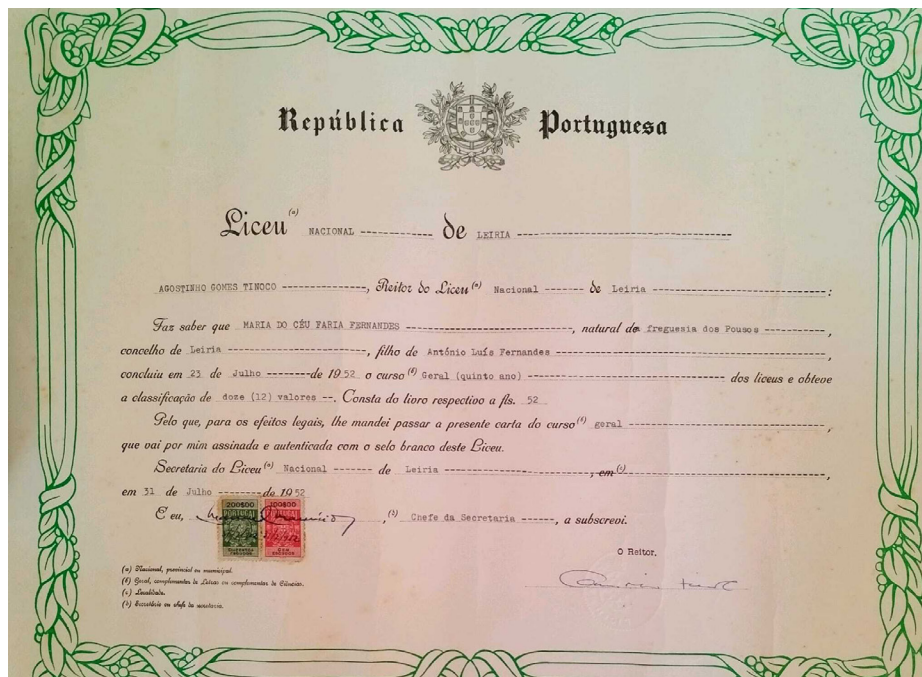 República Portuguesa
Liceu (a) NACIONAL ----------- de LEIRIA -----------------------------------
AGOSTINHO GOMES TINOCO --------------, Reitor do Liceu (a) Nacional ------- de Leiria -----------------------------:
Faz saber que MARIA DO CÉU FARIA FERNANDES ----------------------------, natural da freguesia dos Pousos -----------,
concelho de Leiria -----------------------, filho de António Luís Fernandes ----------------------------------------------,
concluiu em 23 de Julho --------de 1952 o curso (b) Geral (quinto ano) --------------------------------- dos liceus e obteve
a classificação de doze (12) valores --. Consta do livro respectivo a fls. 52
Pelo que, para os efeitos legais, lhe mandei passar a presente carta do curso (b) geral ----------------------------------,
que vai por mim assinada e autenticada com o selo branco deste Liceu.
Secretaria do Liceu (a) Nacional ------ de Leiria -------------------------, em (c)
em 31 de Julho --------de 1952
200$00 100$00
PORTUGAL PORTUGAL
E eu, , (b) Chefe da Secretaria ------, a subscrevi.
O Reitor.
(a) Nacional, provincial ou municipal.
(b) Geral, complementar de Letras ou complementar de Ciências.
(c) Localidade.
(b) Secretário ou chefe da secretaria.